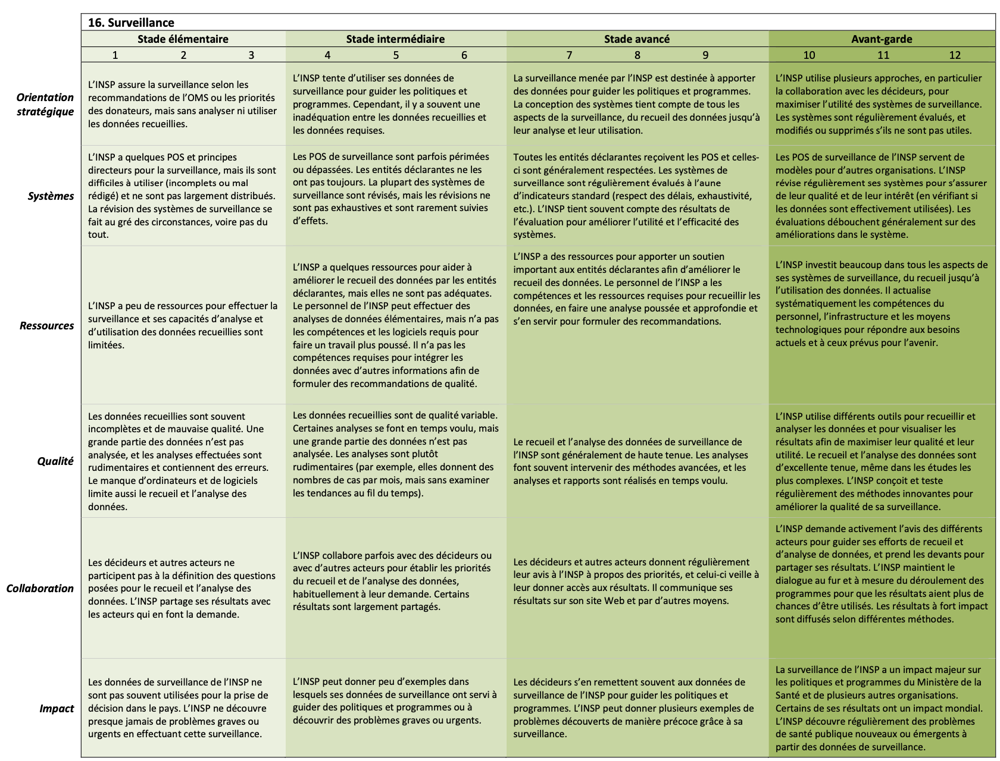 16. Surveillance
Stade élémentaire
Stade intermédiaire
Stade avancé
Avant-garde
1 2 3 4 5 6 7 8 9 10 11 12
Orientation
stratégique
L’INSP assure la surveillance selon les
recommandations de l’OMS ou les priorités
des donateurs, mais sans analyser ni utiliser
les données recueillies.
L’INSP tente d’utiliser ses données de
surveillance pour guider les politiques et
programmes. Cependant, il y a souvent une
inadéquation entre les données recueillies et
les données requises.
La surveillance menée par l’INSP est destinée à apporter
des données pour guider les politiques et programmes.
La conception des systèmes tient compte de tous les
aspects de la surveillance, du recueil des données jusqu’à
leur analyse et leur utilisation.
L’INSP utilise plusieurs approches, en particulier
la collaboration avec les décideurs, pour
maximiser l’utilité des systèmes de surveillance.
Les systèmes sont régulièrement évalués, et
modifiés ou supprimés s’ils ne sont pas utiles.
Systèmes
L’INSP a quelques POS et principes
directeurs pour la surveillance, mais ils sont
difficiles à utiliser (incomplets ou mal
rédigé) et ne sont pas largement distribués.
La révision des systèmes de surveillance se
fait au gré des circonstances, voire pas du
tout.
Les POS de surveillance sont parfois périmées
ou dépassées. Les entités déclarantes ne les
ont pas toujours. La plupart des systèmes de
surveillance sont révisés, mais les révisions ne
sont pas exhaustives et sont rarement suivies
d’effets.
Toutes les entités déclarantes reçoivent les POS et celles-
ci sont généralement respectées. Les systèmes de
surveillance sont régulièrement évalués à l’aune
d’indicateurs standard (respect des délais, exhaustivité,
etc.). L’INSP tient souvent compte des résultats de
l’évaluation pour améliorer l’utilité et l’efficacité des
systèmes.
Les POS de surveillance de l’INSP servent de
modèles pour d’autres organisations. L’INSP
révise régulièrement ses systèmes pour s’assurer
de leur qualité et de leur intérêt (en vérifiant si
les données sont effectivement utilisées). Les
évaluations débouchent généralement sur des
améliorations dans le système.
Ressources
L’INSP a peu de ressources pour effectuer la
surveillance et ses capacités d’analyse et
d’utilisation des données recueillies sont
limitées.
L’INSP a quelques ressources pour aider à
améliorer le recueil des données par les entités
déclarantes, mais elles ne sont pas adéquates.
Le personnel de l’INSP peut effectuer des
analyses de données élémentaires, mais n’a pas
les compétences et les logiciels requis pour
faire un travail plus poussé. Il n’a pas les
compétences requises pour intégrer les
données avec d’autres informations afin de
formuler des recommandations de qualité.
L’INSP a des ressources pour apporter un soutien
important aux entités déclarantes afin d’améliorer le
recueil des données. Le personnel de l’INSP a les
compétences et les ressources requises pour recueillir les
données, en faire une analyse poussée et approfondie et
s’en servir pour formuler des recommandations.
L’INSP investit beaucoup dans tous les aspects de
ses systèmes de surveillance, du recueil jusqu’à
l’utilisation des données. Il actualise
systématiquement les compétences du
personnel, l’infrastructure et les moyens
technologiques pour répondre aux besoins
actuels et à ceux prévus pour l’avenir.
Qualité
Les données recueillies sont souvent
incomplètes et de mauvaise qualité. Une
grande partie des données n’est pas
analysée, et les analyses effectuées sont
rudimentaires et contiennent des erreurs.
Le manque d’ordinateurs et de logiciels
limite aussi le recueil et l’analyse des
données.
Les données recueillies sont de qualité variable.
Certaines analyses se font en temps voulu, mais
une grande partie des données n’est pas
analysée. Les analyses sont plutôt
rudimentaires (par exemple, elles donnent des
nombres de cas par mois, mais sans examiner
les tendances au fil du temps).
Le recueil et l’analyse des données de surveillance de
l’INSP sont généralement de haute tenue. Les analyses
font souvent intervenir des méthodes avancées, et les
analyses et rapports sont réalisés en temps voulu.
L’INSP utilise différents outils pour recueillir et
analyser les données et pour visualiser les
résultats afin de maximiser leur qualité et leur
utilité. Le recueil et l’analyse des données sont
d’excellente tenue, même dans les études les
plus complexes. L’INSP conçoit et teste
régulièrement des méthodes innovantes pour
améliorer la qualité de sa surveillance.
Collaboration
Les décideurs et autres acteurs ne
participent pas à la définition des questions
posées pour le recueil et l’analyse des
données. L’INSP partage ses résultats avec
les acteurs qui en font la demande.
L’INSP collabore parfois avec des décideurs ou
avec d’autres acteurs pour établir les priorités
du recueil et de l’analyse des données,
habituellement à leur demande. Certains
résultats sont largement partagés.
Les décideurs et autres acteurs donnent régulièrement
leur avis à l’INSP à propos des priorités, et celui-ci veille à
leur donner accès aux résultats. Il communique ses
résultats sur son site Web et par d’autres moyens.
L’INSP demande activement l’avis des différents
acteurs pour guider ses efforts de recueil et
d’analyse de données, et prend les devants pour
partager ses résultats. L’INSP maintient le
dialogue au fur et à mesure du déroulement des
programmes pour que les résultats aient plus de
chances d’être utilisés. Les résultats à fort impact
sont diffusés selon différentes méthodes.
Impact
Les données de surveillance de l’INSP ne
sont pas souvent utilisées pour la prise de
décision dans le pays. L’INSP ne découvre
presque jamais de problèmes graves ou
urgents en effectuant cette surveillance.
L’INSP peut donner peu d’exemples dans
lesquels ses données de surveillance ont servi à
guider des politiques et programmes ou à
découvrir des problèmes graves ou urgents.
Les décideurs s’en remettent souvent aux données de
surveillance de l’INSP pour guider les politiques et
programmes. L’INSP peut donner plusieurs exemples de
problèmes découverts de manière précoce grâce à sa
surveillance.
La surveillance de l’INSP a un impact majeur sur
les politiques et programmes du Ministère de la
Santé et de plusieurs autres organisations.
Certains de ses résultats ont un impact mondial.
L’INSP découvre régulièrement des problèmes
de santé publique nouveaux ou émergents à
partir des données de surveillance.